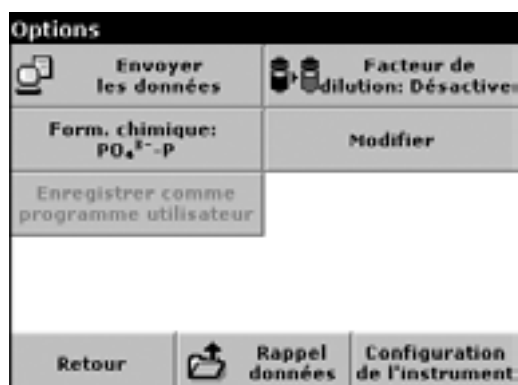 Options
Envoyer
les données
Facteur de
dilution: Désactive
Form. chimique:
PO₄³⁻-P
Modifier
Enregistrer comme
programme utilisateur
Retour
Rappel
données
Configuration
de l'instrument